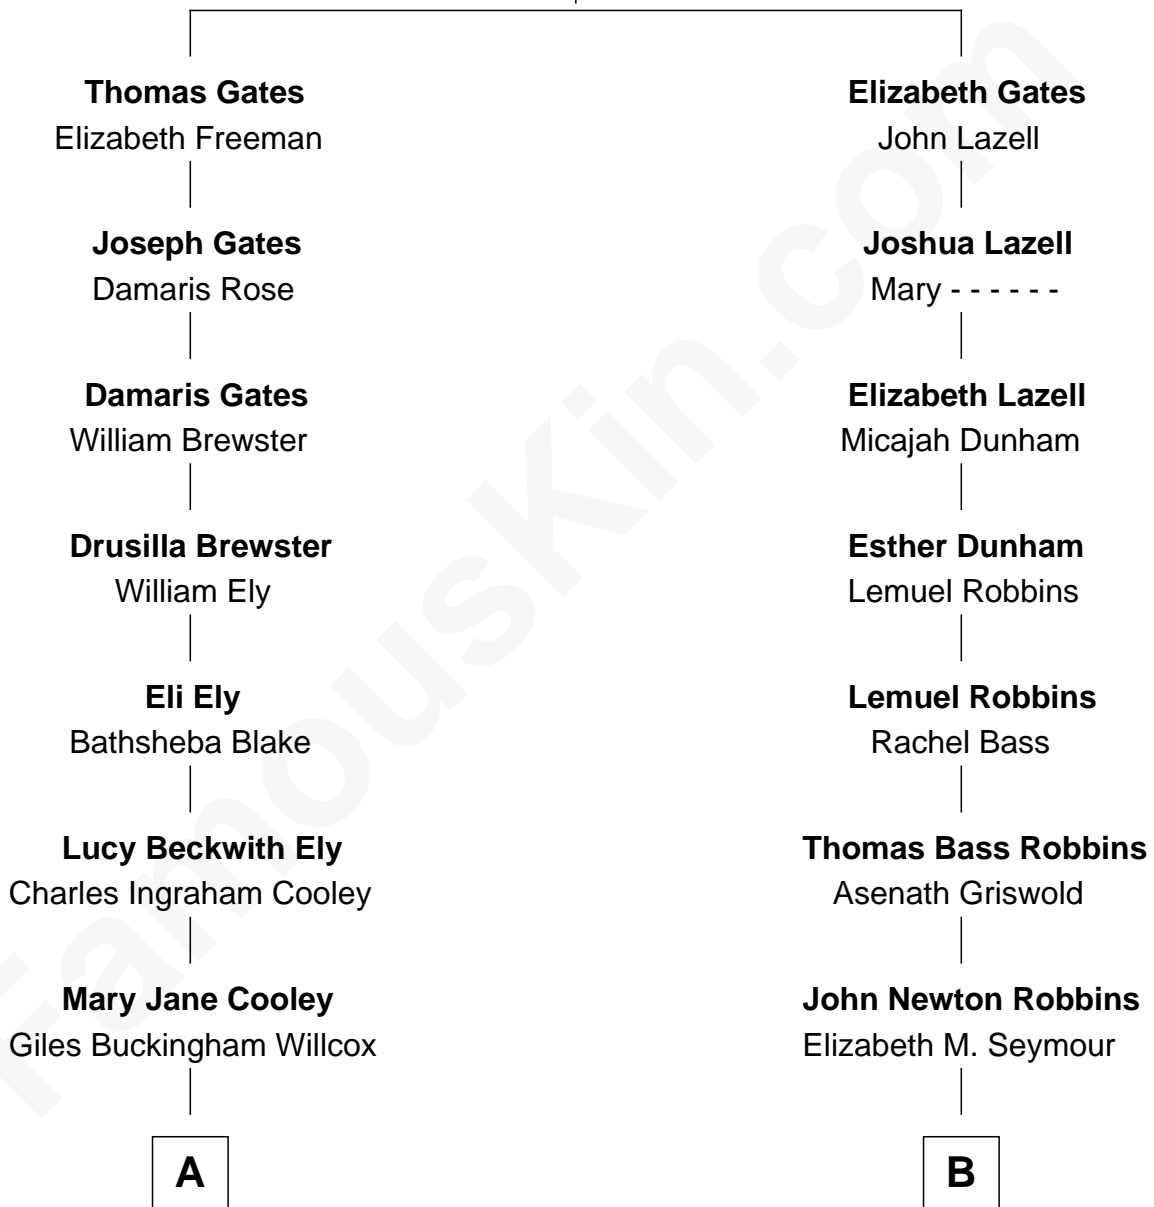 Thomas Gates
Elizabeth Freeman
Joseph Gates
Damaris Rose
Damaris Gates
William Brewster
Drusilla Brewster
William Ely
Eli Ely
Bathsheba Blake
Lucy Beckwith Ely
Charles Ingraham Cooley
Mary Jane Cooley
Giles Buckingham Willcox
A
Elizabeth Gates
John Lazell
Joshua Lazell
Mary - - - - - -
Elizabeth Lazell
Micajah Dunham
Esther Dunham
Lemuel Robbins
Lemuel Robbins
Rachel Bass
Thomas Bass Robbins
Asenath Griswold
John Newton Robbins
Elizabeth M. Seymour
B
FamousKin.com